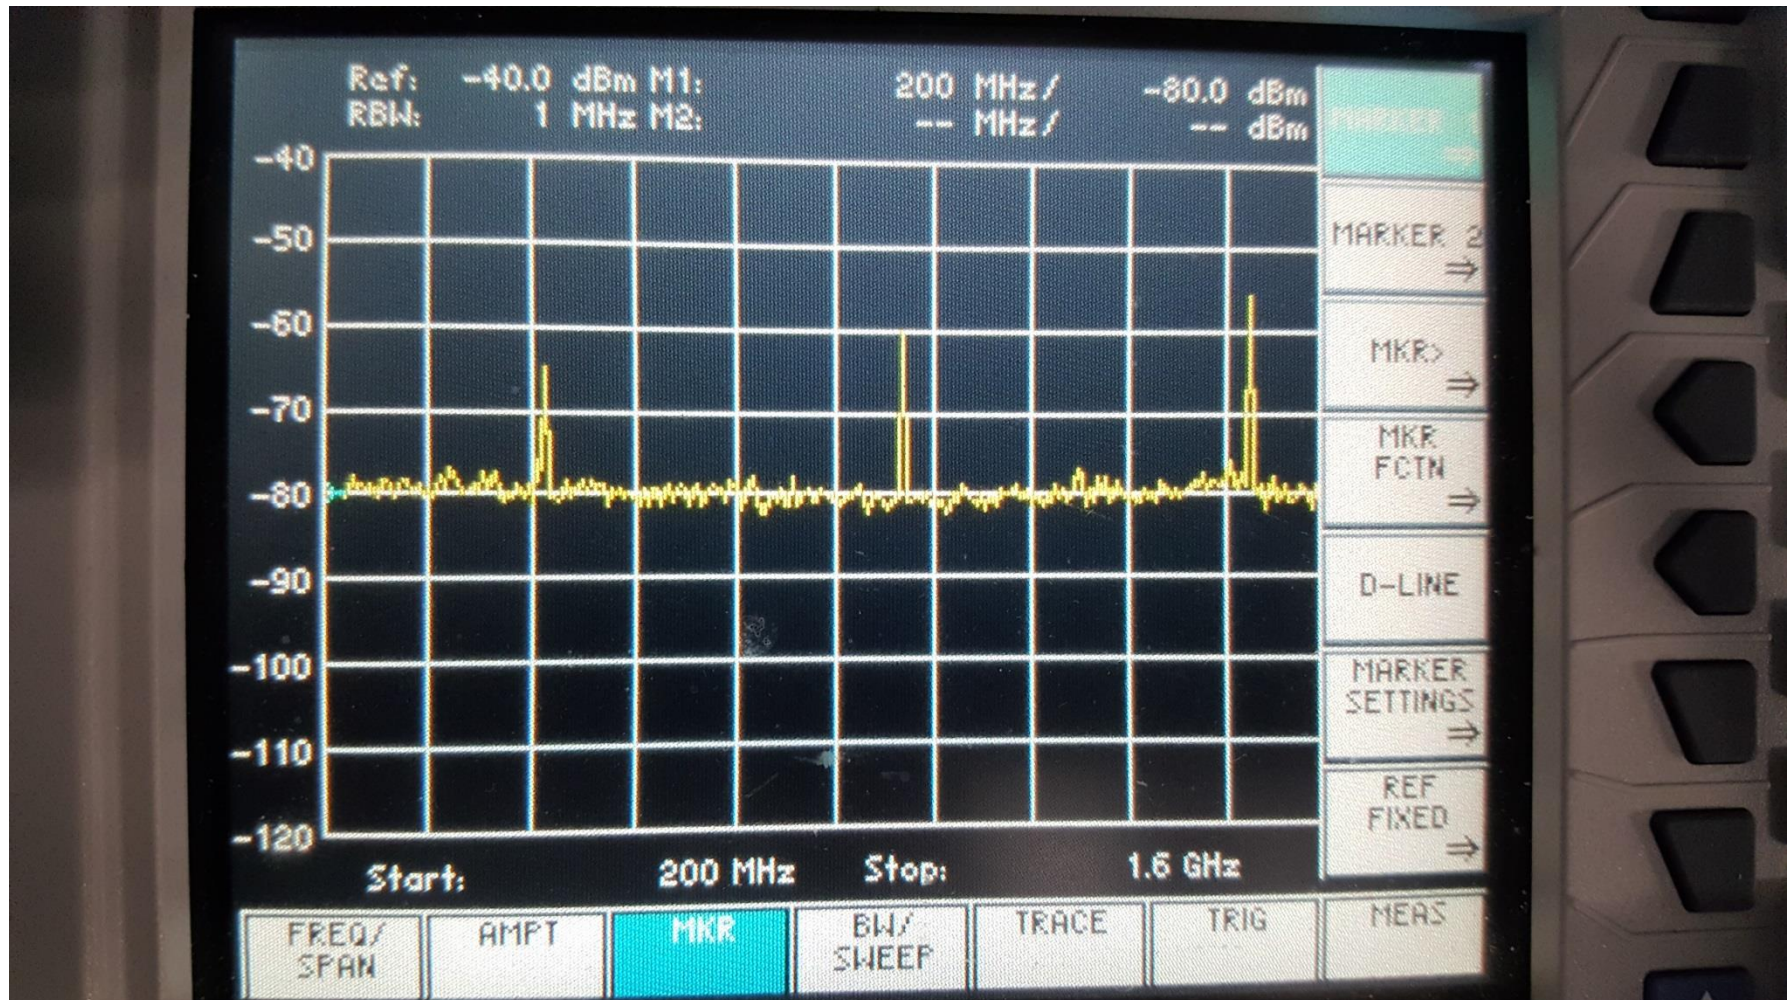 Ref: -40.0 dBm M1: 200 MHz/ -80.0 dBm
RBW: 1 MHz M2: -- MHz/ -- dBm
-40
-50
-60
-70
-80
-90
-100
-110
-120
Start: 200 MHz Stop: 1.6 GHz
MARKER
⇒
MARKER 2
⇒
MKR>
⇒
MKR
FCTN
⇒
D-LINE
MARKER
SETTINGS
⇒
REF
FIXED
⇒
FREQ/
SPAN
AMPT
MKR
BW/
SWEEP
TRACE
TRIG
MEAS